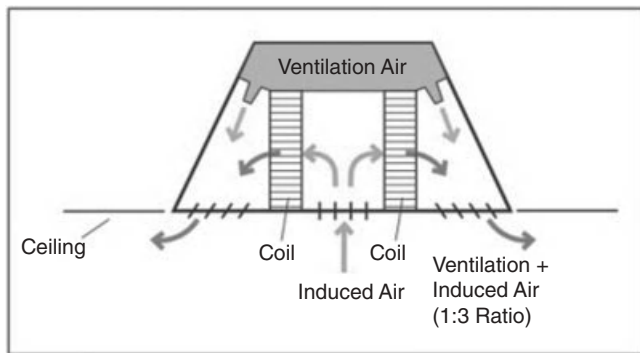 Ventilation Air
Ceiling
Coil
Coil
Induced Air
Ventilation +
Induced Air
(1:3 Ratio)